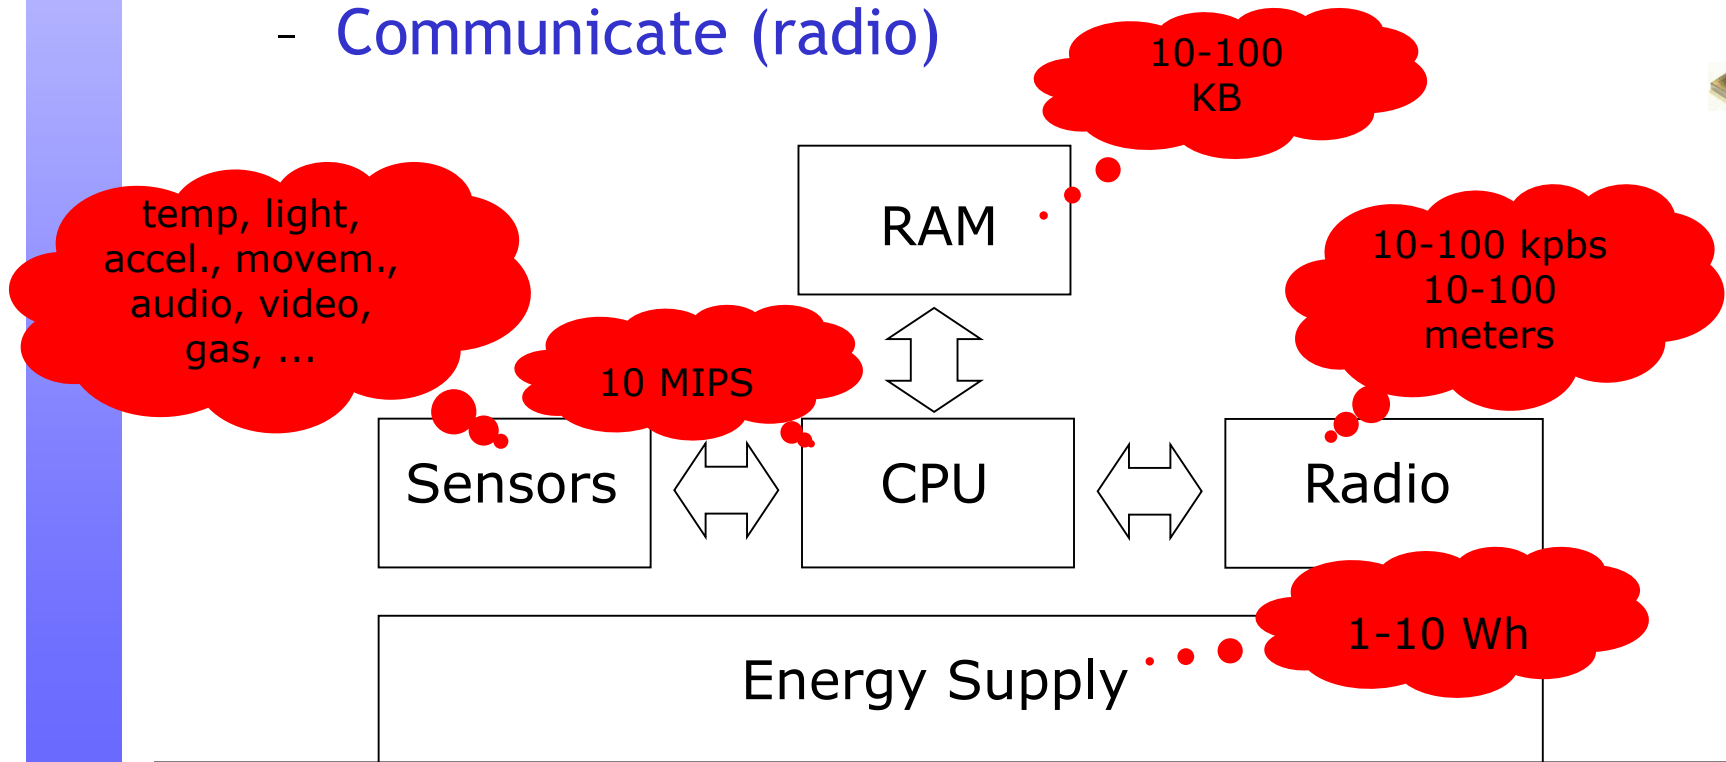 - Communicate (radio)
10-100
KB
RAM
temp, light,
accel., movem.,
audio, video,
gas, ...
10-100 kpbs
10-100
meters
10 MIPS
Sensors
CPU
Radio
1-10 Wh
Energy Supply